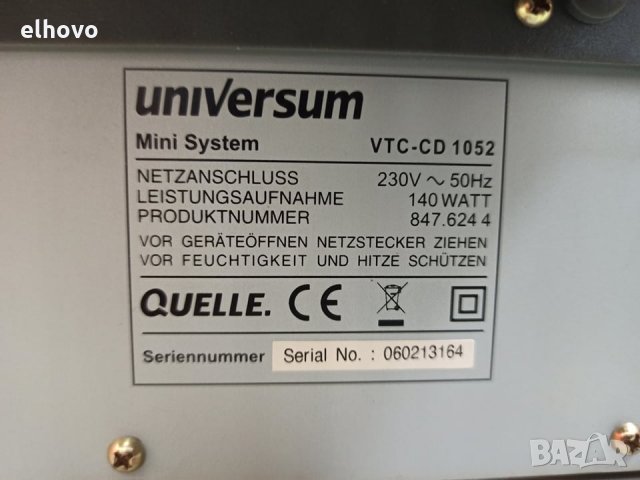 elhovo
universum
Mini System VTC-CD 1052
NETZANSCHLUSS 230V ~ 50Hz
LEISTUNGSAUFNAHME 140 WATT
PRODUKTNUMMER 847.624 4
VOR GERÄTEÖFFNEN NETZSTECKER ZIEHEN
VOR FEUCHTIGKEIT UND HITZE SCHÜTZEN
QUELLE. CE
Seriennummer Serial No. : 060213164
BAZAR